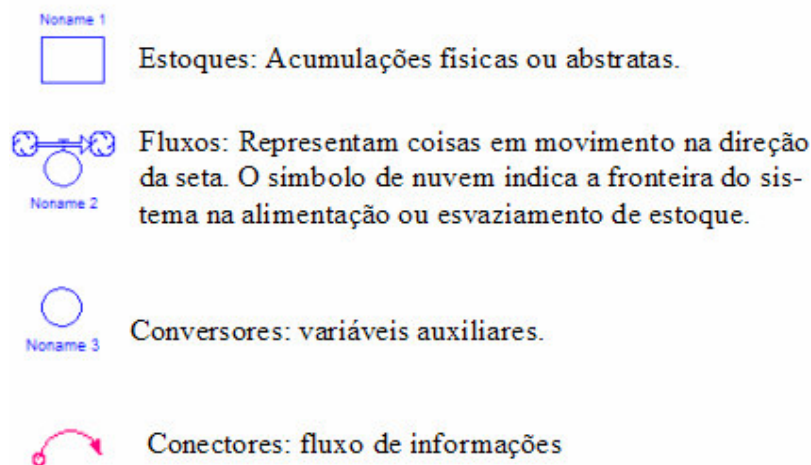 Noname 1
Estoques: Acumulações físicas ou abstratas.
Fluxos: Representam coisas em movimento na direção
da seta. O símbolo de nuvem indica a fronteira do sis-
tema na alimentação ou esvaziamento de estoque.
Noname 2
Conversores: variáveis auxiliares.
Noname 3
Conectores: fluxo de informações